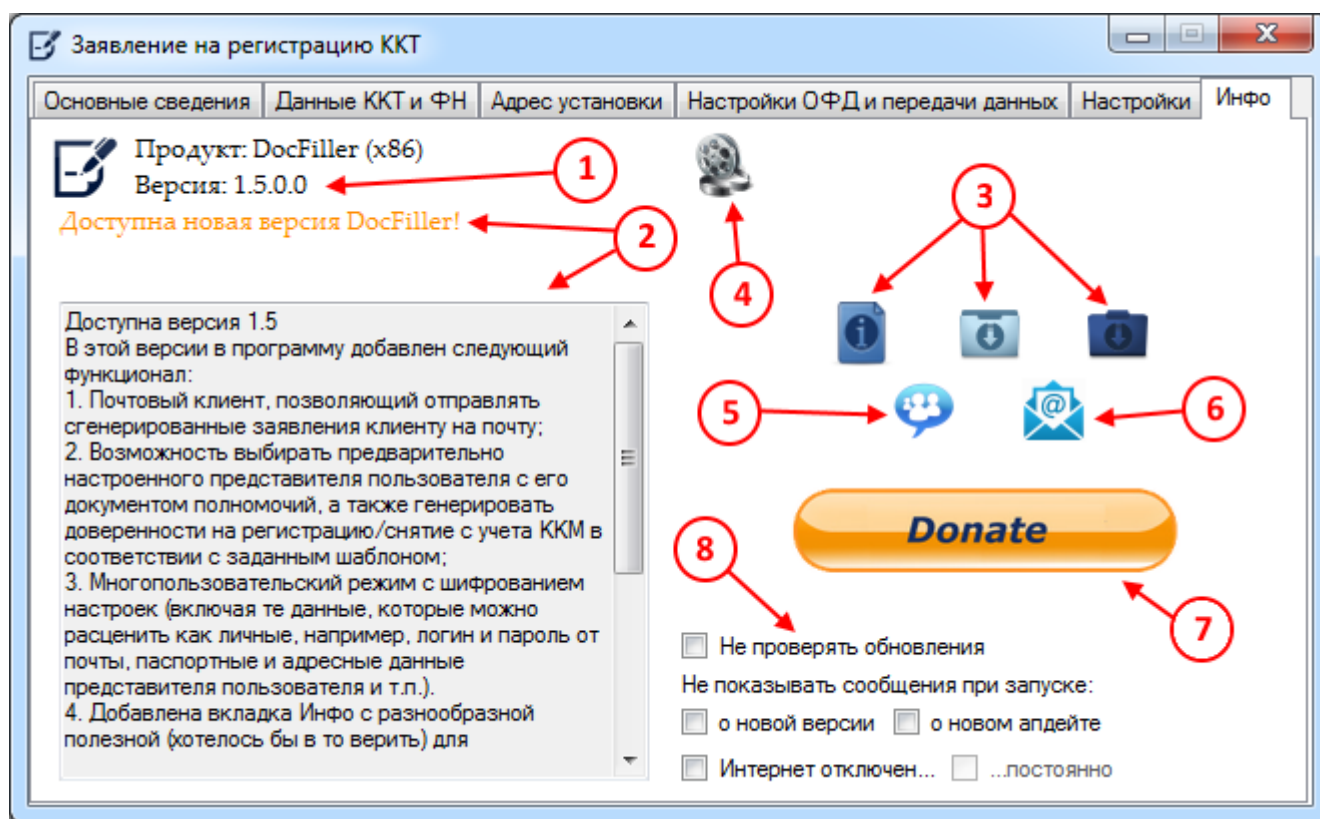 Заявление на регистрацию ККТ
Основные сведения
Данные ККТ и ФН
Адрес установки
Настройки ОФД и передачи данных
Настройки
Инфо
Продукт: DocFiller (x86)
Версия: 1.5.0.0
Доступна новая версия DocFiller!
1
2
3
4
Доступна версия 1.5
В этой версии в программу добавлен следующий
функционал:
1. Почтовый клиент, позволяющий отправлять
сгенерированные заявления клиенту на почту;
2. Возможность выбирать предварительно
настроенного представителя пользователя с его
документом полномочий, а также генерировать
доверенности на регистрацию/снятие с учета ККМ в
соответствии с заданным шаблоном;
3. Многопользовательский режим с шифрованием
настроек (включая те данные, которые можно
расценить как личные, например, логин и пароль от
почты, паспортные и адресные данные
представителя пользователя и т.п.).
4. Добавлена вкладка Инфо с разнообразной
полезной (хотелось бы в то верить) для
5
6
Donate
8
7
Не проверять обновления
Не показывать сообщения при запуске:
о новой версии
о новом апдейте
Интернет отключен...
...постоянно